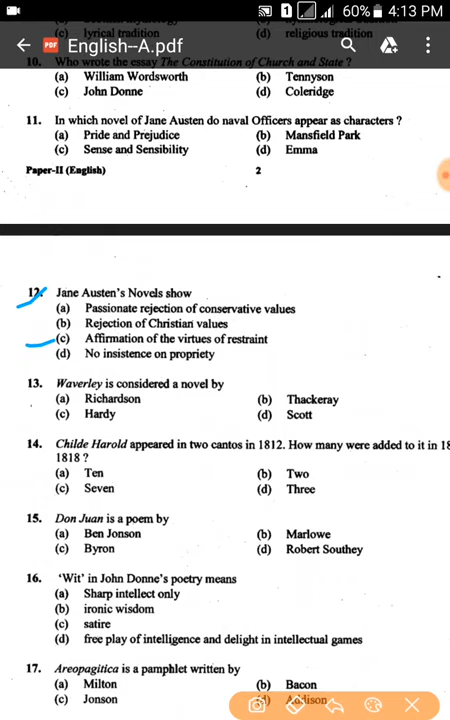 1 60% 4:13 PM
English--A.pdf
PDF
(c) lyrical tradition (d) religious tradition
10. Who wrote the essay The Constitution of Church and State ?
(a) William Wordsworth (b) Tennyson
(c) John Donne (d) Coleridge
11. In which novel of Jane Austen do naval Officers appear as characters ?
(a) Pride and Prejudice (b) Mansfield Park
(c) Sense and Sensibility (d) Emma
Paper-II (English) 2
12. Jane Austen's Novels show
(a) Passionate rejection of conservative values
(b) Rejection of Christian values
(c) Affirmation of the virtues of restraint
(d) No insistence on propriety
13. Waverley is considered a novel by
(a) Richardson (b) Thackeray
(c) Hardy (d) Scott
14. Childe Harold appeared in two cantos in 1812. How many were added to it in
1818 ?
(a) Ten (b) Two
(c) Seven (d) Three
15. Don Juan is a poem by
(a) Ben Jonson (b) Marlowe
(c) Byron (d) Robert Southey
16. 'Wit' in John Donne's poetry means
(a) Sharp intellect only
(b) ironic wisdom
(c) satire
(d) free play of intelligence and delight in intellectual games
17. Areopagitica is a pamphlet written by
(a) Milton (b) Bacon
(c) Jonson (d) Addison